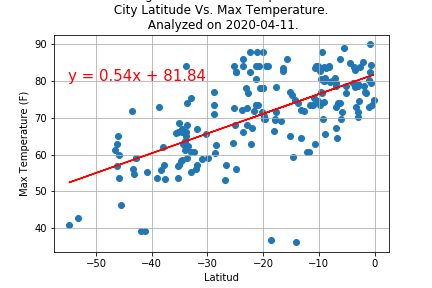 City Latitude Vs. Max Temperature.
Analyzed on 2020-04-11.
90
y = 0.54x + 81.84
80
70
60
50
40
Max Temperature (F)
−50
−40
−30
−20
−10
0
Latitud